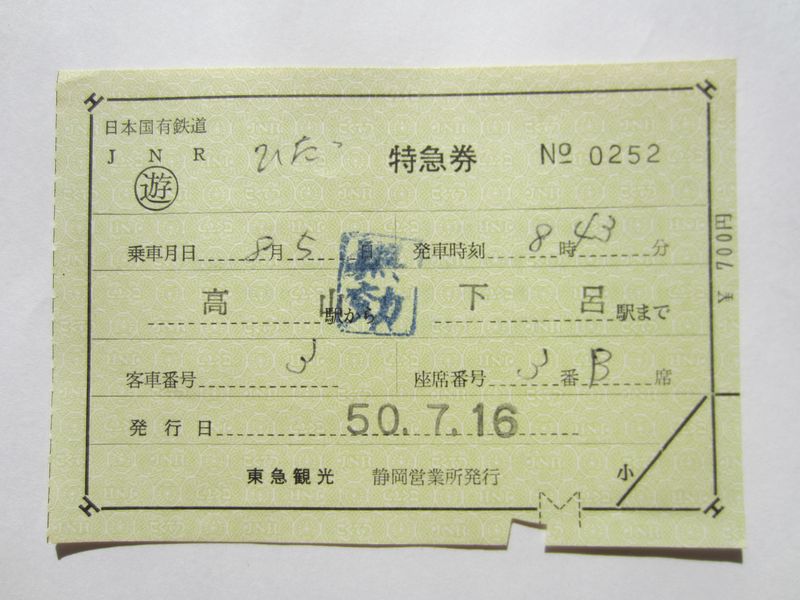 日本国有鉄道
JNR ひだ 特急券 № 0252
遊
乗車月日 8月5日 発車時刻 8時43分
無効
高山駅から 下呂駅まで
客車番号 3 座席番号 3番B席
発行日 50.7.16
東急観光 静岡営業所発行
小
700円